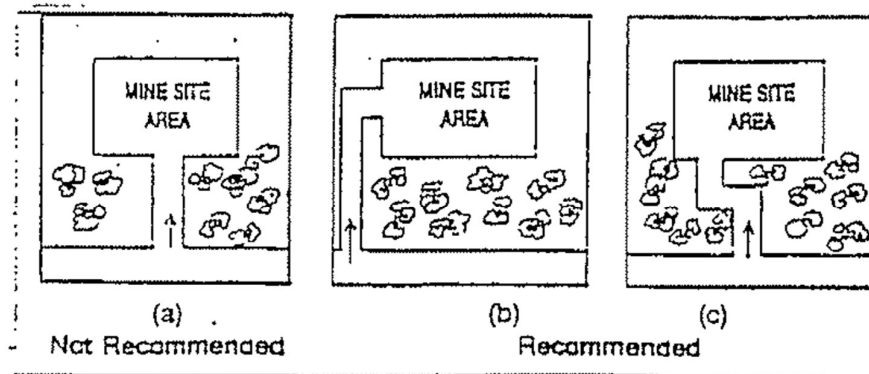 MINE SITE
AREA
MINE SITE
AREA
MINE SITE
AREA
(a)
(b)
(c)
Not Recommended
Recommended